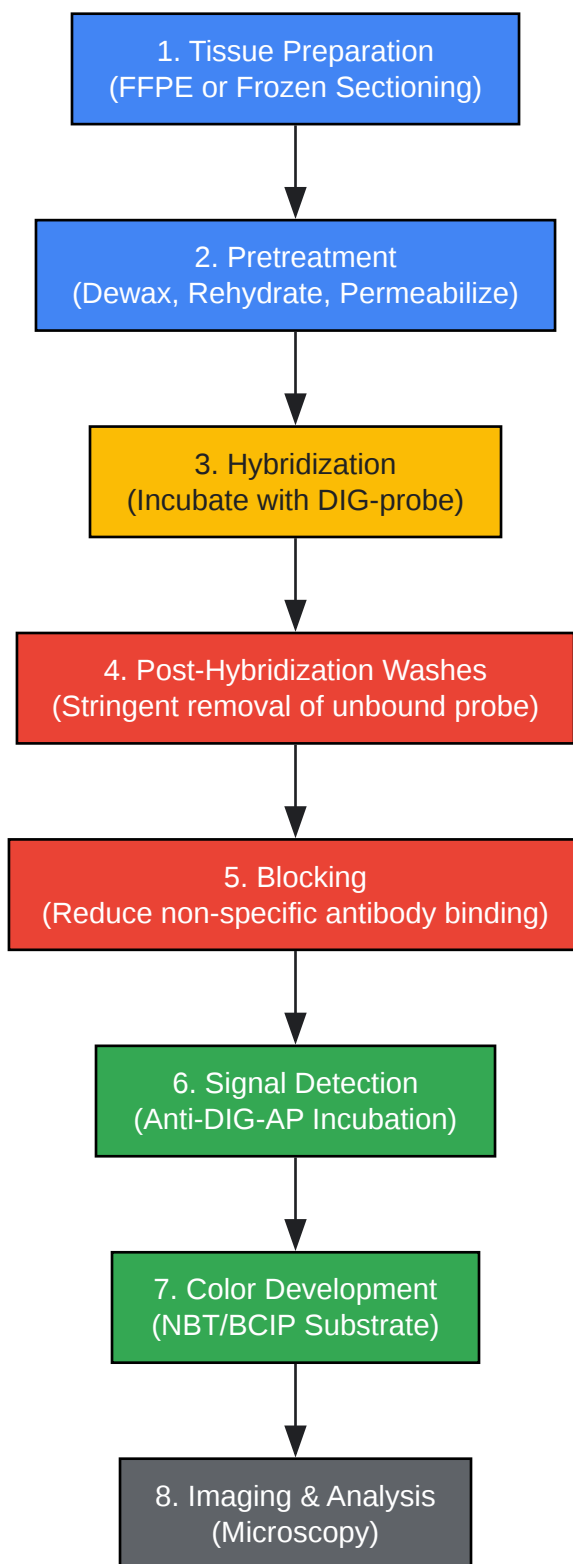 1. Tissue Preparation
(FFPE or Frozen Sectioning)
2. Pretreatment
(Dewax, Rehydrate, Permeabilize)
3. Hybridization
(Incubate with DIG-probe)
4. Post-Hybridization Washes
(Stringent removal of unbound probe)
5. Blocking
(Reduce non-specific antibody binding)
6. Signal Detection
(Anti-DIG-AP Incubation)
7. Color Development
(NBT/BCIP Substrate)
8. Imaging & Analysis
(Microscopy)